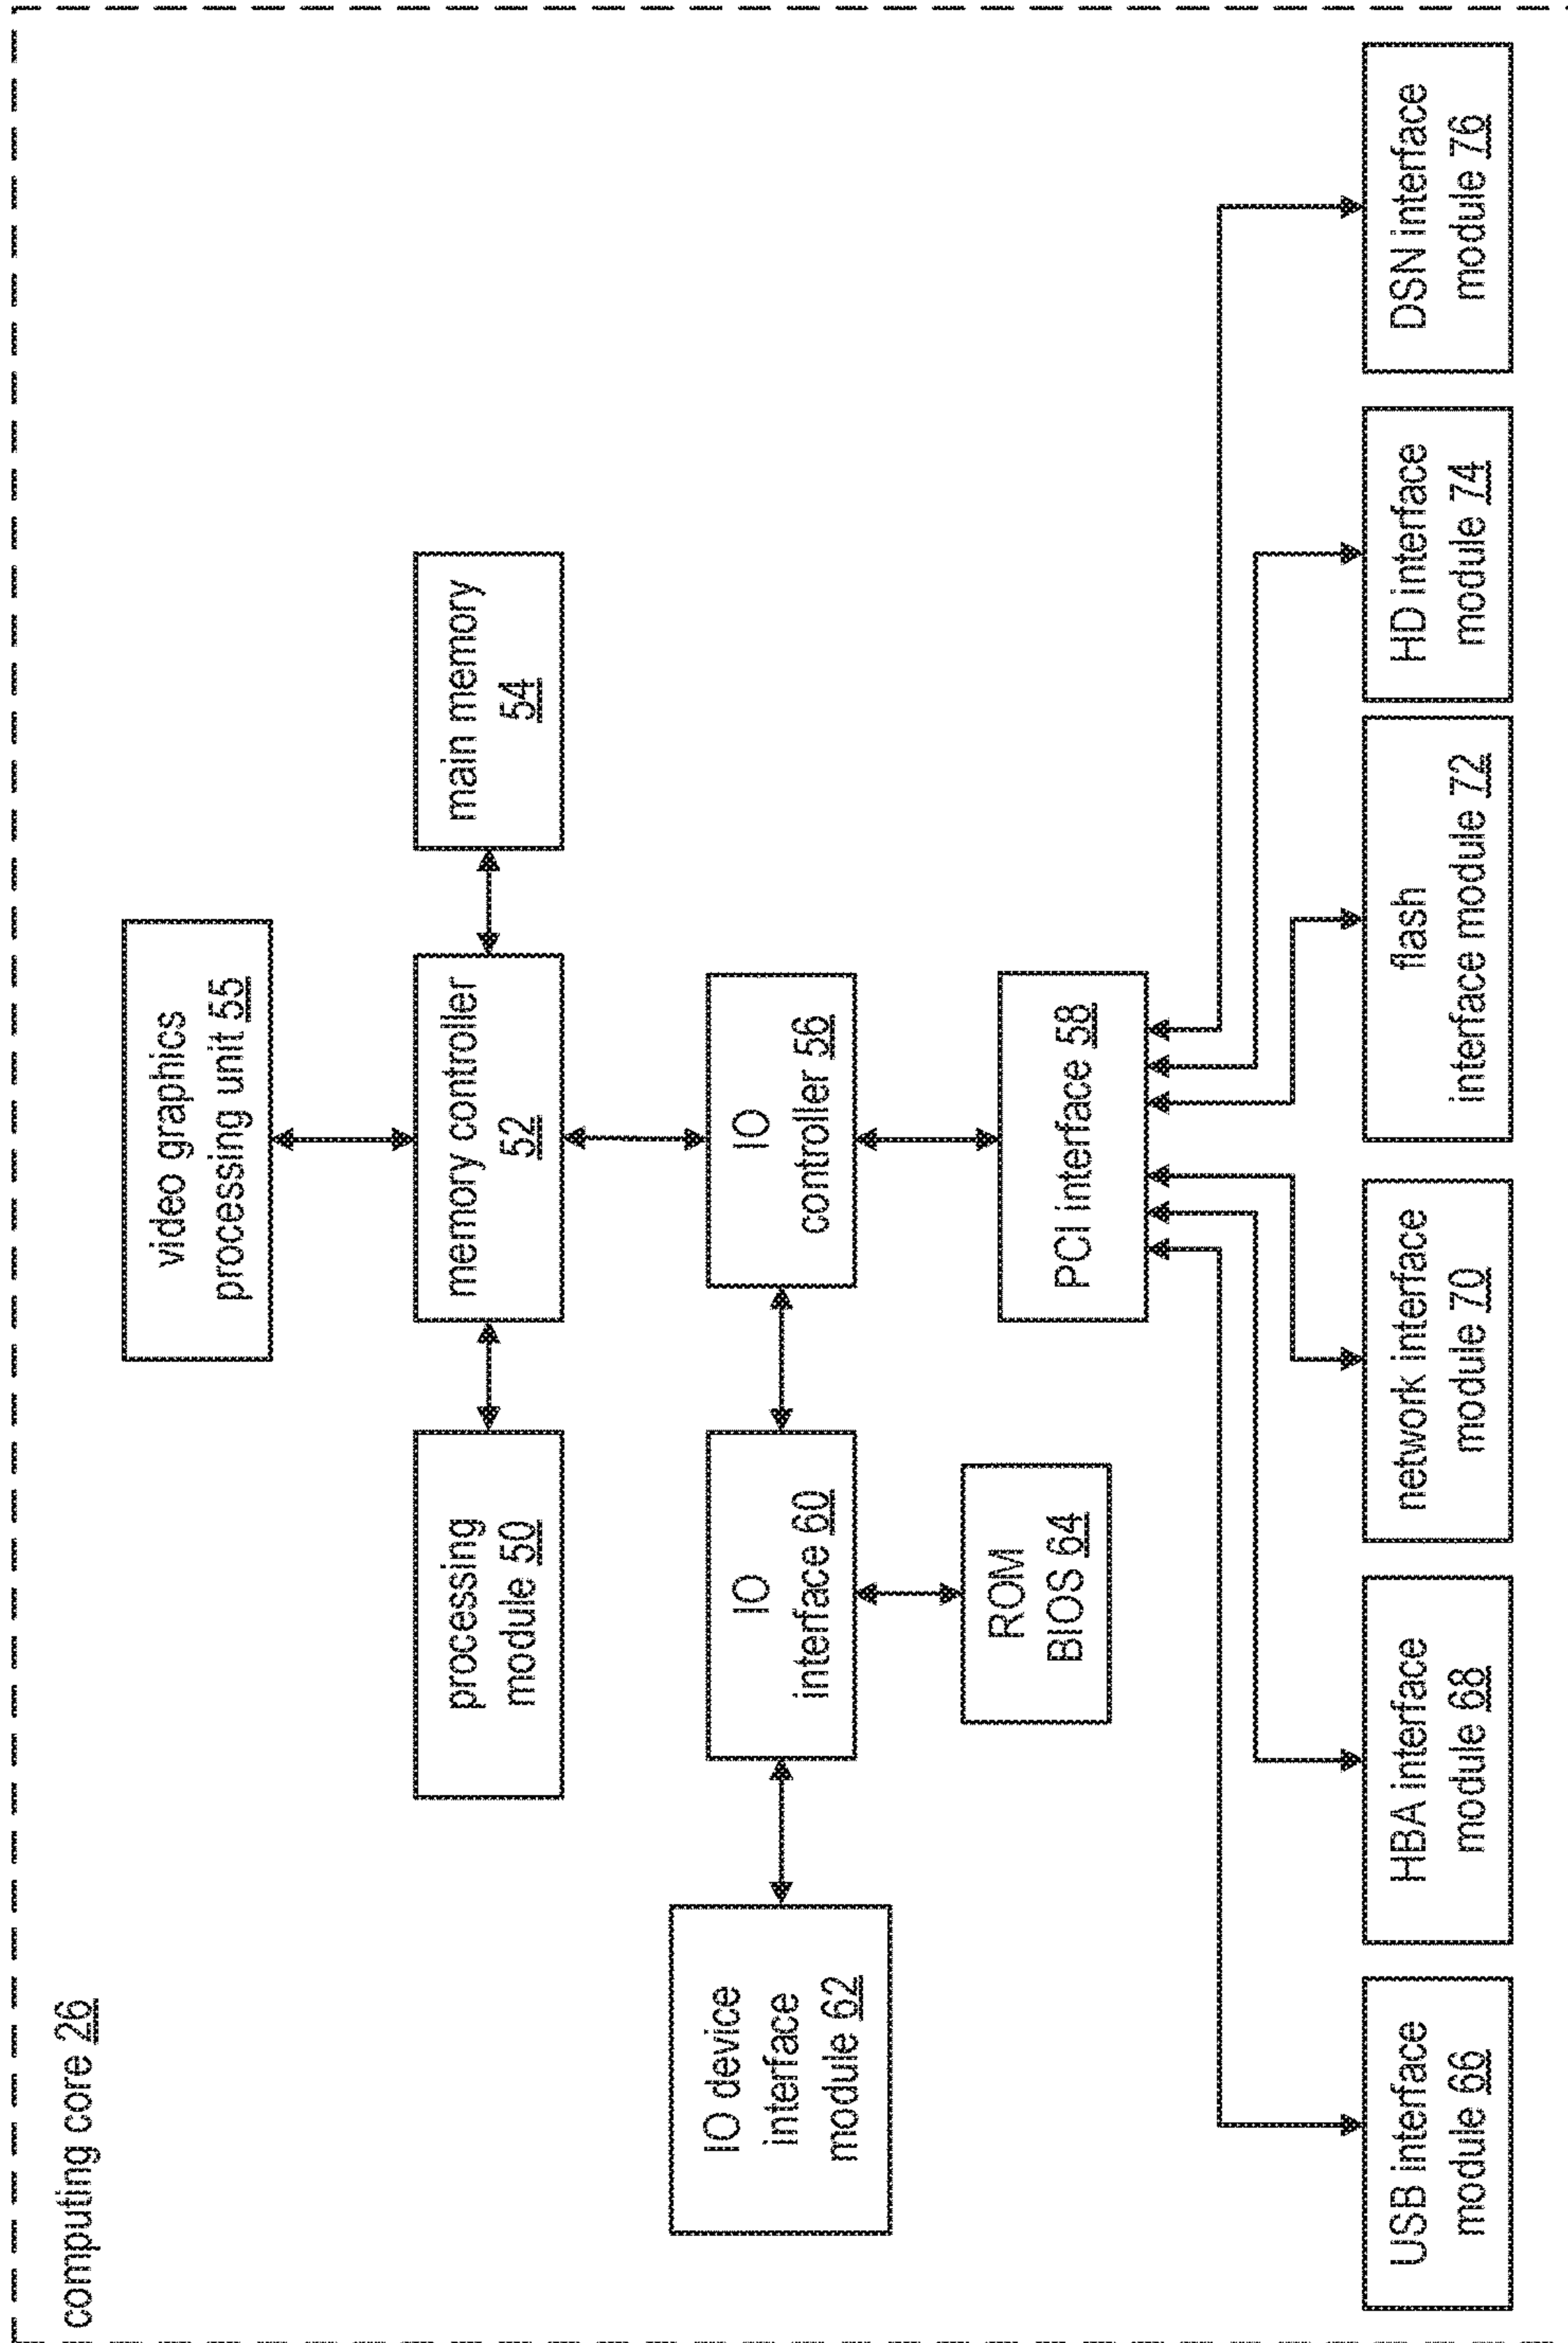 computing core 26
video graphics
processing unit 55
processing
module 50
memory controller
52
main memory
54
IO device
interface
module 62
IO
interface 60
IO
controller 56
ROM
BIOS 64
PCI interface 58
USB interface
module 66
HBA interface
module 68
network interface
module 70
flash
interface module 72
HD interface
module 74
DSN interface
module 76